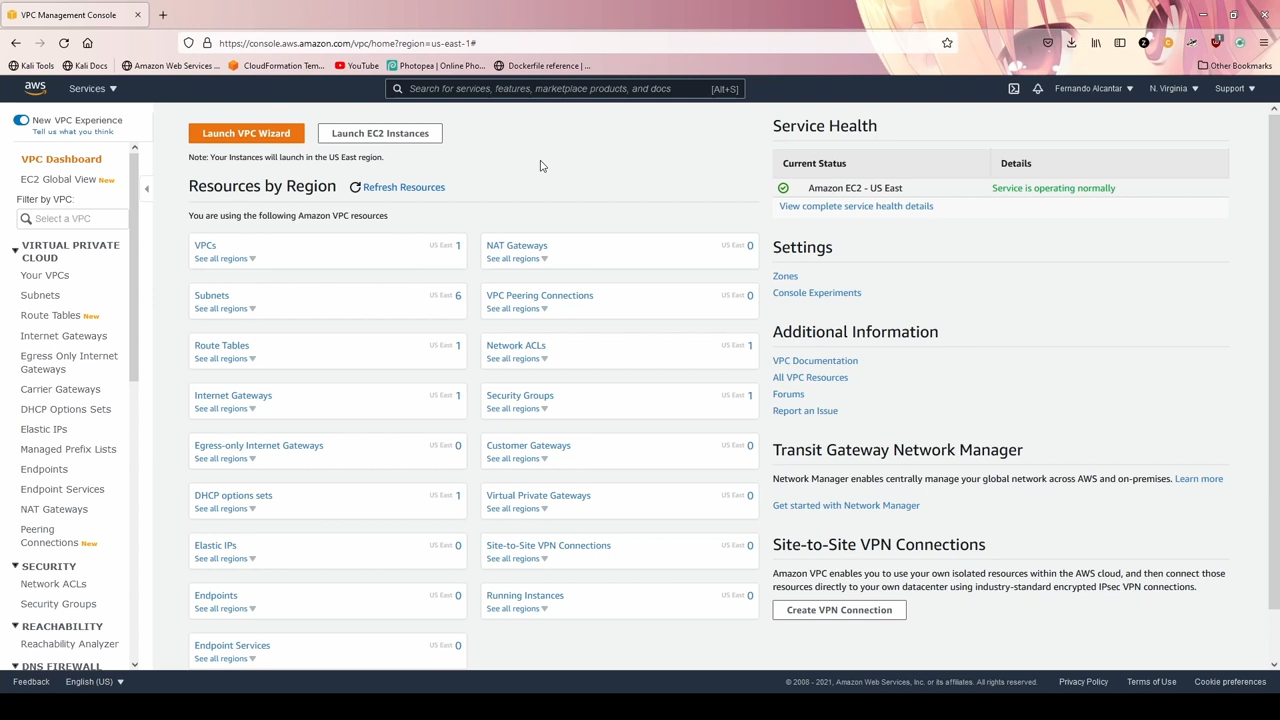 VPC Management Console
https://console.aws.amazon.com/vpc/home?region=us-east-1#
Kali Tools
Kali Docs
Amazon Web Services ...
CloudFormation Tem...
YouTube
Photopea | Online Pho...
Dockerfile reference | ...
Other Bookmarks
aws
Services
Search for services, features, marketplace products, and docs
[Alt+S]
Fernando Alcantar
N. Virginia
Support
New VPC Experience
Tell us what you think
VPC Dashboard
EC2 Global View New
Filter by VPC:
Select a VPC
VIRTUAL PRIVATE
CLOUD
Your VPCs
Subnets
Route Tables New
Internet Gateways
Egress Only Internet
Gateways
Carrier Gateways
DHCP Options Sets
Elastic IPs
Managed Prefix Lists
Endpoints
Endpoint Services
NAT Gateways
Peering
Connections New
SECURITY
Network ACLs
Security Groups
REACHABILITY
Reachability Analyzer
DNS FIREWALL
Launch VPC Wizard
Launch EC2 Instances
Note: Your Instances will launch in the US East region.
Resources by Region
Refresh Resources
You are using the following Amazon VPC resources
VPCs US East 1
See all regions
NAT Gateways US East 0
See all regions
Subnets US East 6
See all regions
VPC Peering Connections US East 0
See all regions
Route Tables US East 1
See all regions
Network ACLs US East 1
See all regions
Internet Gateways US East 1
See all regions
Security Groups US East 1
See all regions
Egress-only Internet Gateways US East 0
See all regions
Customer Gateways US East 0
See all regions
DHCP options sets US East 1
See all regions
Virtual Private Gateways US East 0
See all regions
Elastic IPs US East 0
See all regions
Site-to-Site VPN Connections US East 0
See all regions
Endpoints US East 0
See all regions
Running Instances US East 0
See all regions
Endpoint Services US East 0
See all regions
Service Health
Current Status
Details
Amazon EC2 - US East
Service is operating normally
View complete service health details
Settings
Zones
Console Experiments
Additional Information
VPC Documentation
All VPC Resources
Forums
Report an Issue
Transit Gateway Network Manager
Network Manager enables centrally manage your global network across AWS and on-premises. Learn more
Get started with Network Manager
Site-to-Site VPN Connections
Amazon VPC enables you to use your own isolated resources within the AWS cloud, and then connect those
resources directly to your own datacenter using industry-standard encrypted IPsec VPN connections.
Create VPN Connection
Feedback
English (US)
© 2008 - 2021, Amazon Web Services, Inc. or its affiliates. All rights reserved.
Privacy Policy
Terms of Use
Cookie preferences